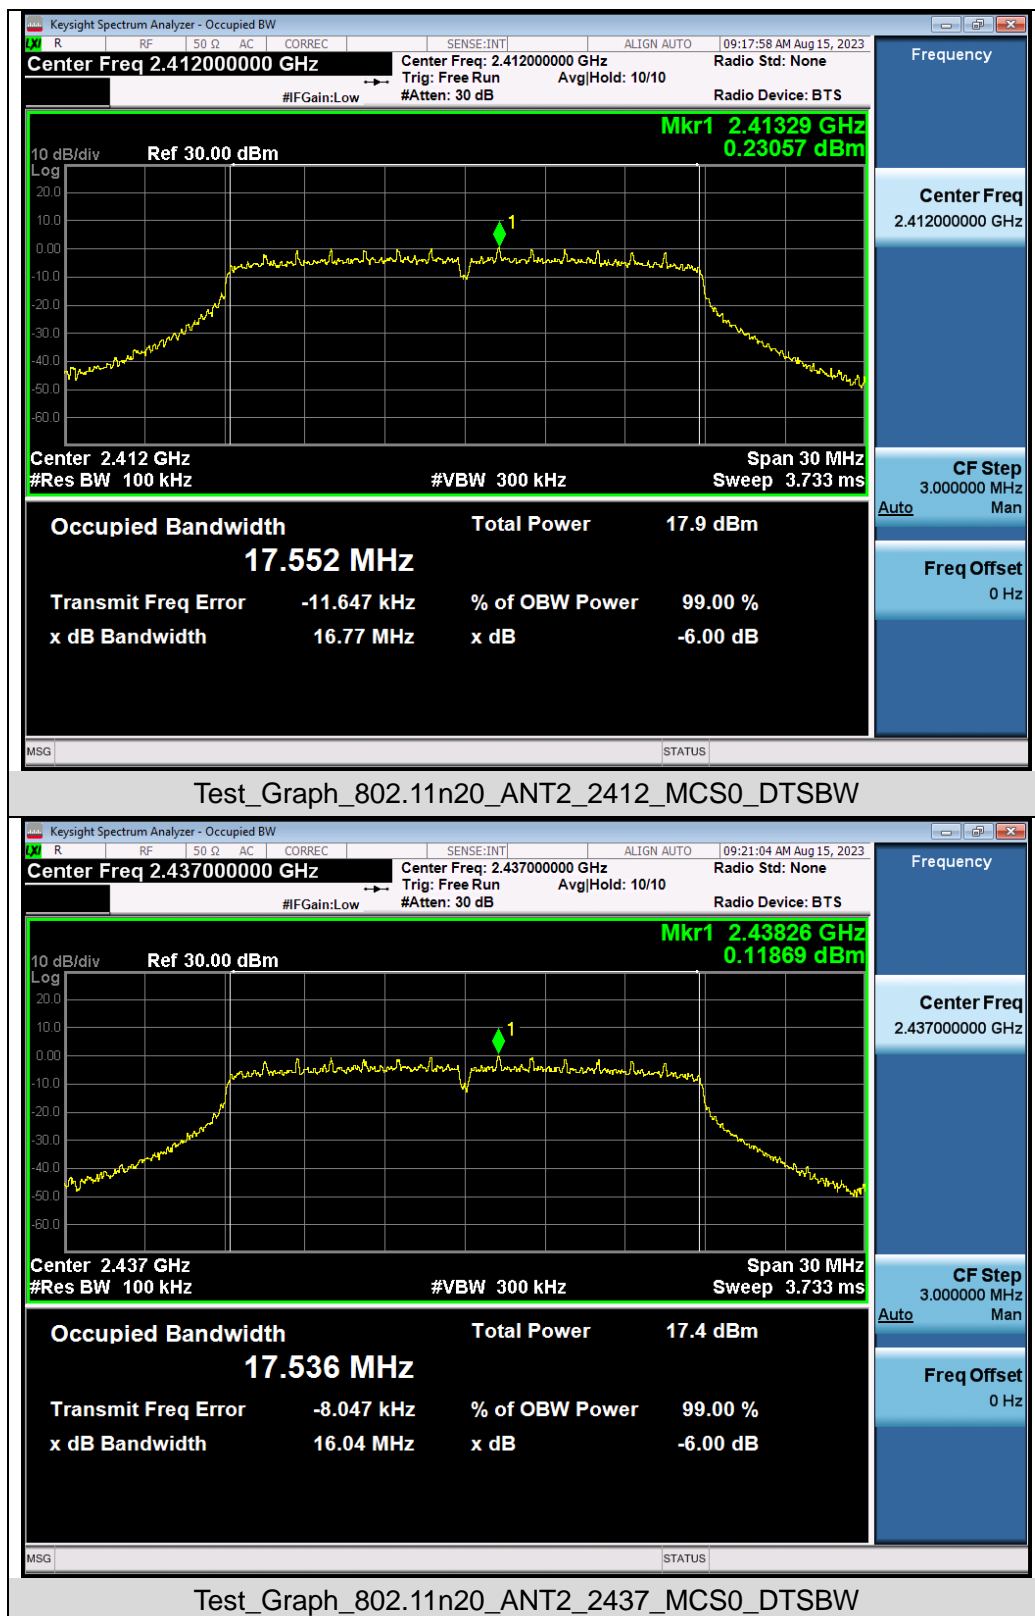 Keysight Spectrum Analyzer - Occupied BW
LXI R RF 50 Ω AC CORREC SENSE:INT ALIGN AUTO 09:17:58 AM Aug 15, 2023
Center Freq 2.412000000 GHz
Center Freq: 2.412000000 GHz
Radio Std: None
Trig: Free Run Avg|Hold: 10/10
#IFGain:Low
#Atten: 30 dB
Radio Device: BTS
Frequency
Mkr1 2.41329 GHz
0.23057 dBm
10 dB/div Ref 30.00 dBm
Log
20.0
10.0
0.00
-10.0
-20.0
-30.0
-40.0
-50.0
-60.0
1
Center 2.412 GHz Span 30 MHz
#Res BW 100 kHz #VBW 300 kHz Sweep 3.733 ms
Center Freq
2.412000000 GHz
CF Step
3.000000 MHz
Auto Man
Freq Offset
0 Hz
Occupied Bandwidth Total Power 17.9 dBm
17.552 MHz
Transmit Freq Error -11.647 kHz % of OBW Power 99.00 %
x dB Bandwidth 16.77 MHz x dB -6.00 dB
MSG STATUS
Test_Graph_802.11n20_ANT2_2412_MCS0_DTSBW
Keysight Spectrum Analyzer - Occupied BW
LXI R RF 50 Ω AC CORREC SENSE:INT ALIGN AUTO 09:21:04 AM Aug 15, 2023
Center Freq 2.437000000 GHz
Center Freq: 2.437000000 GHz
Radio Std: None
Trig: Free Run Avg|Hold: 10/10
#IFGain:Low
#Atten: 30 dB
Radio Device: BTS
Frequency
Mkr1 2.43826 GHz
0.11869 dBm
10 dB/div Ref 30.00 dBm
Log
20.0
10.0
0.00
-10.0
-20.0
-30.0
-40.0
-50.0
-60.0
1
Center 2.437 GHz Span 30 MHz
#Res BW 100 kHz #VBW 300 kHz Sweep 3.733 ms
Center Freq
2.437000000 GHz
CF Step
3.000000 MHz
Auto Man
Freq Offset
0 Hz
Occupied Bandwidth Total Power 17.4 dBm
17.536 MHz
Transmit Freq Error -8.047 kHz % of OBW Power 99.00 %
x dB Bandwidth 16.04 MHz x dB -6.00 dB
MSG STATUS
Test_Graph_802.11n20_ANT2_2437_MCS0_DTSBW